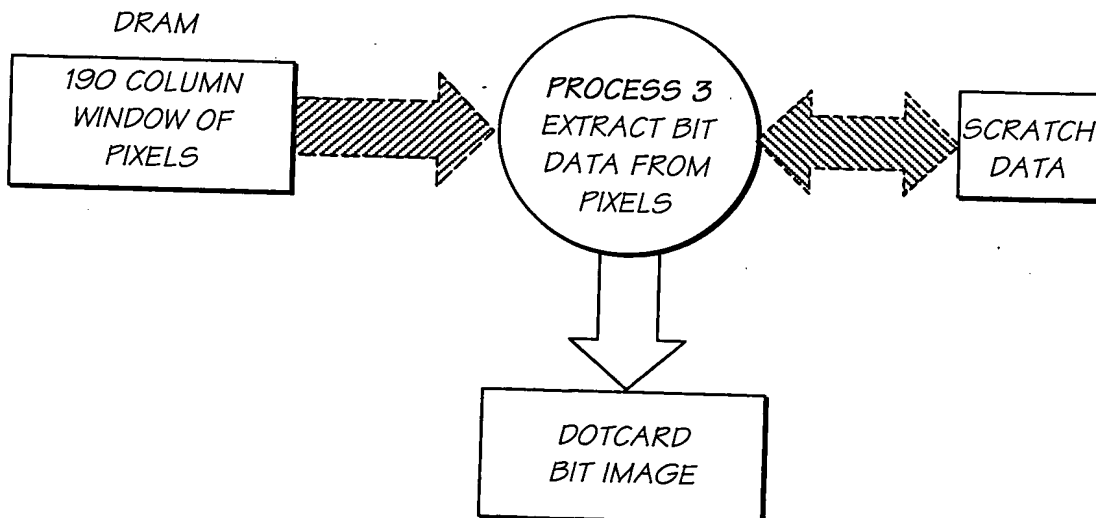 DRAM
190 COLUMN
WINDOW OF
PIXELS
PROCESS 3
EXTRACT BIT
DATA FROM
PIXELS
SCRATCH
DATA
DOTCARD
BIT IMAGE